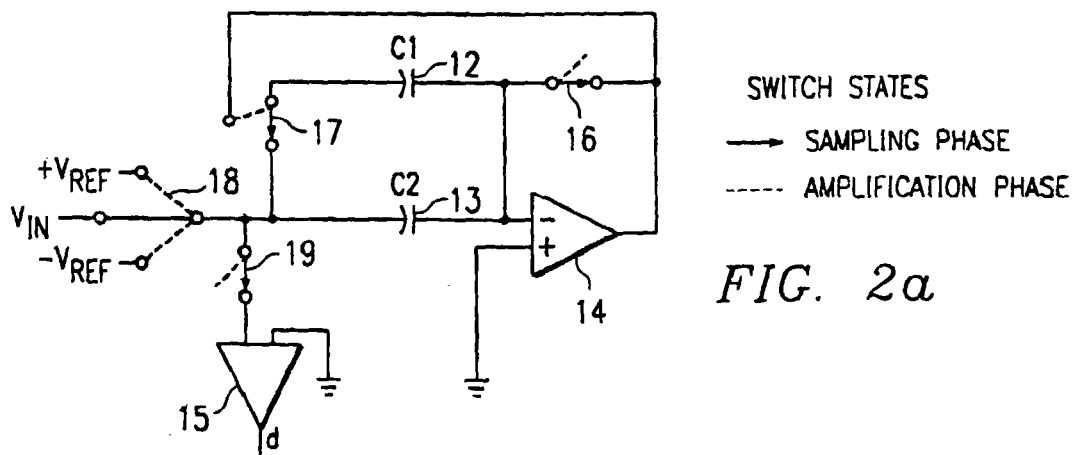 C1
12
16
17
SWITCH STATES
SAMPLING PHASE
AMPLIFICATION PHASE
+VREF
18
VIN
-VREF
C2
13
-
+
14
19
15
d
FIG. 2a